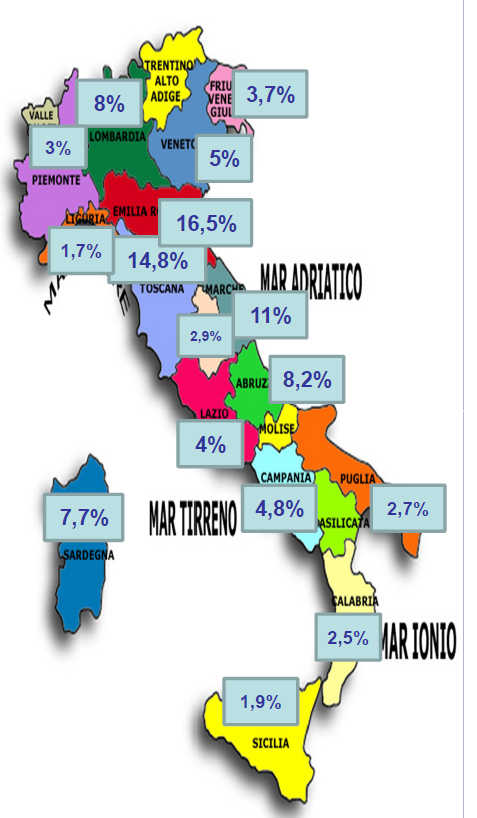 TRENTINO
ALTO
ADIGE
FRIU
VENE
GIUL
3,7%
8%
VALLE
LOMBARDIA
3%
VENETO
5%
PIEMONTE
LIGURIA
EMILIA R
16,5%
1,7%
14,8%
TOSCANA
MARCHE
MAR ADRIATICO
11%
2,9%
ABRUZ
8,2%
LAZIO
MOLISE
4%
CAMPANIA
PUGLIA
7,7%
MAR TIRRENO
4,8%
BASILICATA
2,7%
SARDEGNA
CALABRIA
2,5%
MAR IONIO
1,9%
SICILIA